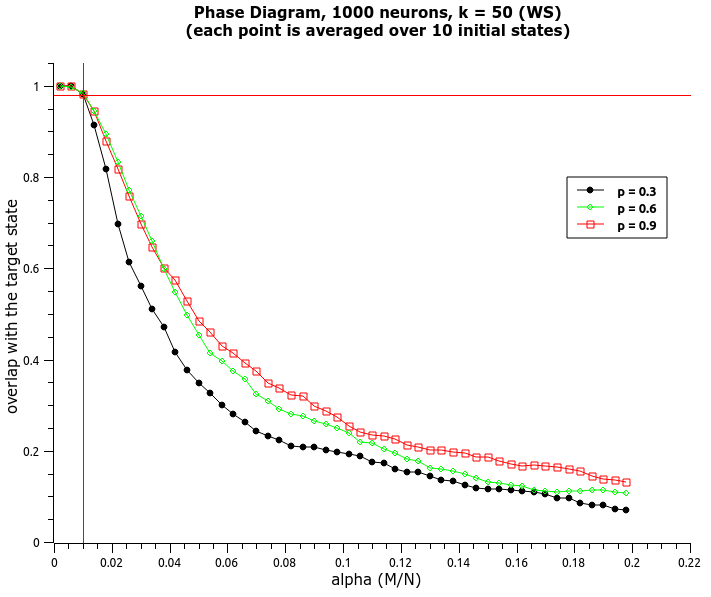 Phase Diagram, 1000 neurons, k = 50 (WS)
(each point is averaged over 10 initial states)
overlap with the target state
1
0.8
0.6
0.4
0.2
0
p = 0.3
p = 0.6
p = 0.9
0 0.02 0.04 0.06 0.08 0.1 0.12 0.14 0.16 0.18 0.2 0.22
alpha (M/N)